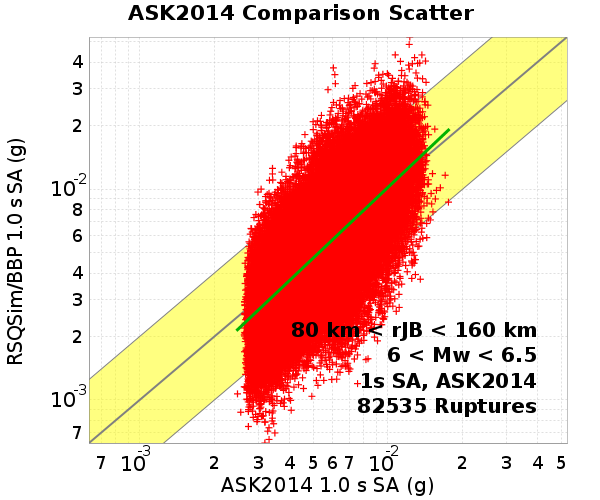 ASK2014 Comparison Scatter
RSQSim/BBP 1.0 s SA (g)
4
3
2
10-2
8
6
4
3
2
10-3
7
80 km < rJB < 160 km
6 < Mw < 6.5
1s SA, ASK2014
82535 Ruptures
7 10-3 2 3 4 5 6 7 10-2 2 3 4 5
ASK2014 1.0 s SA (g)